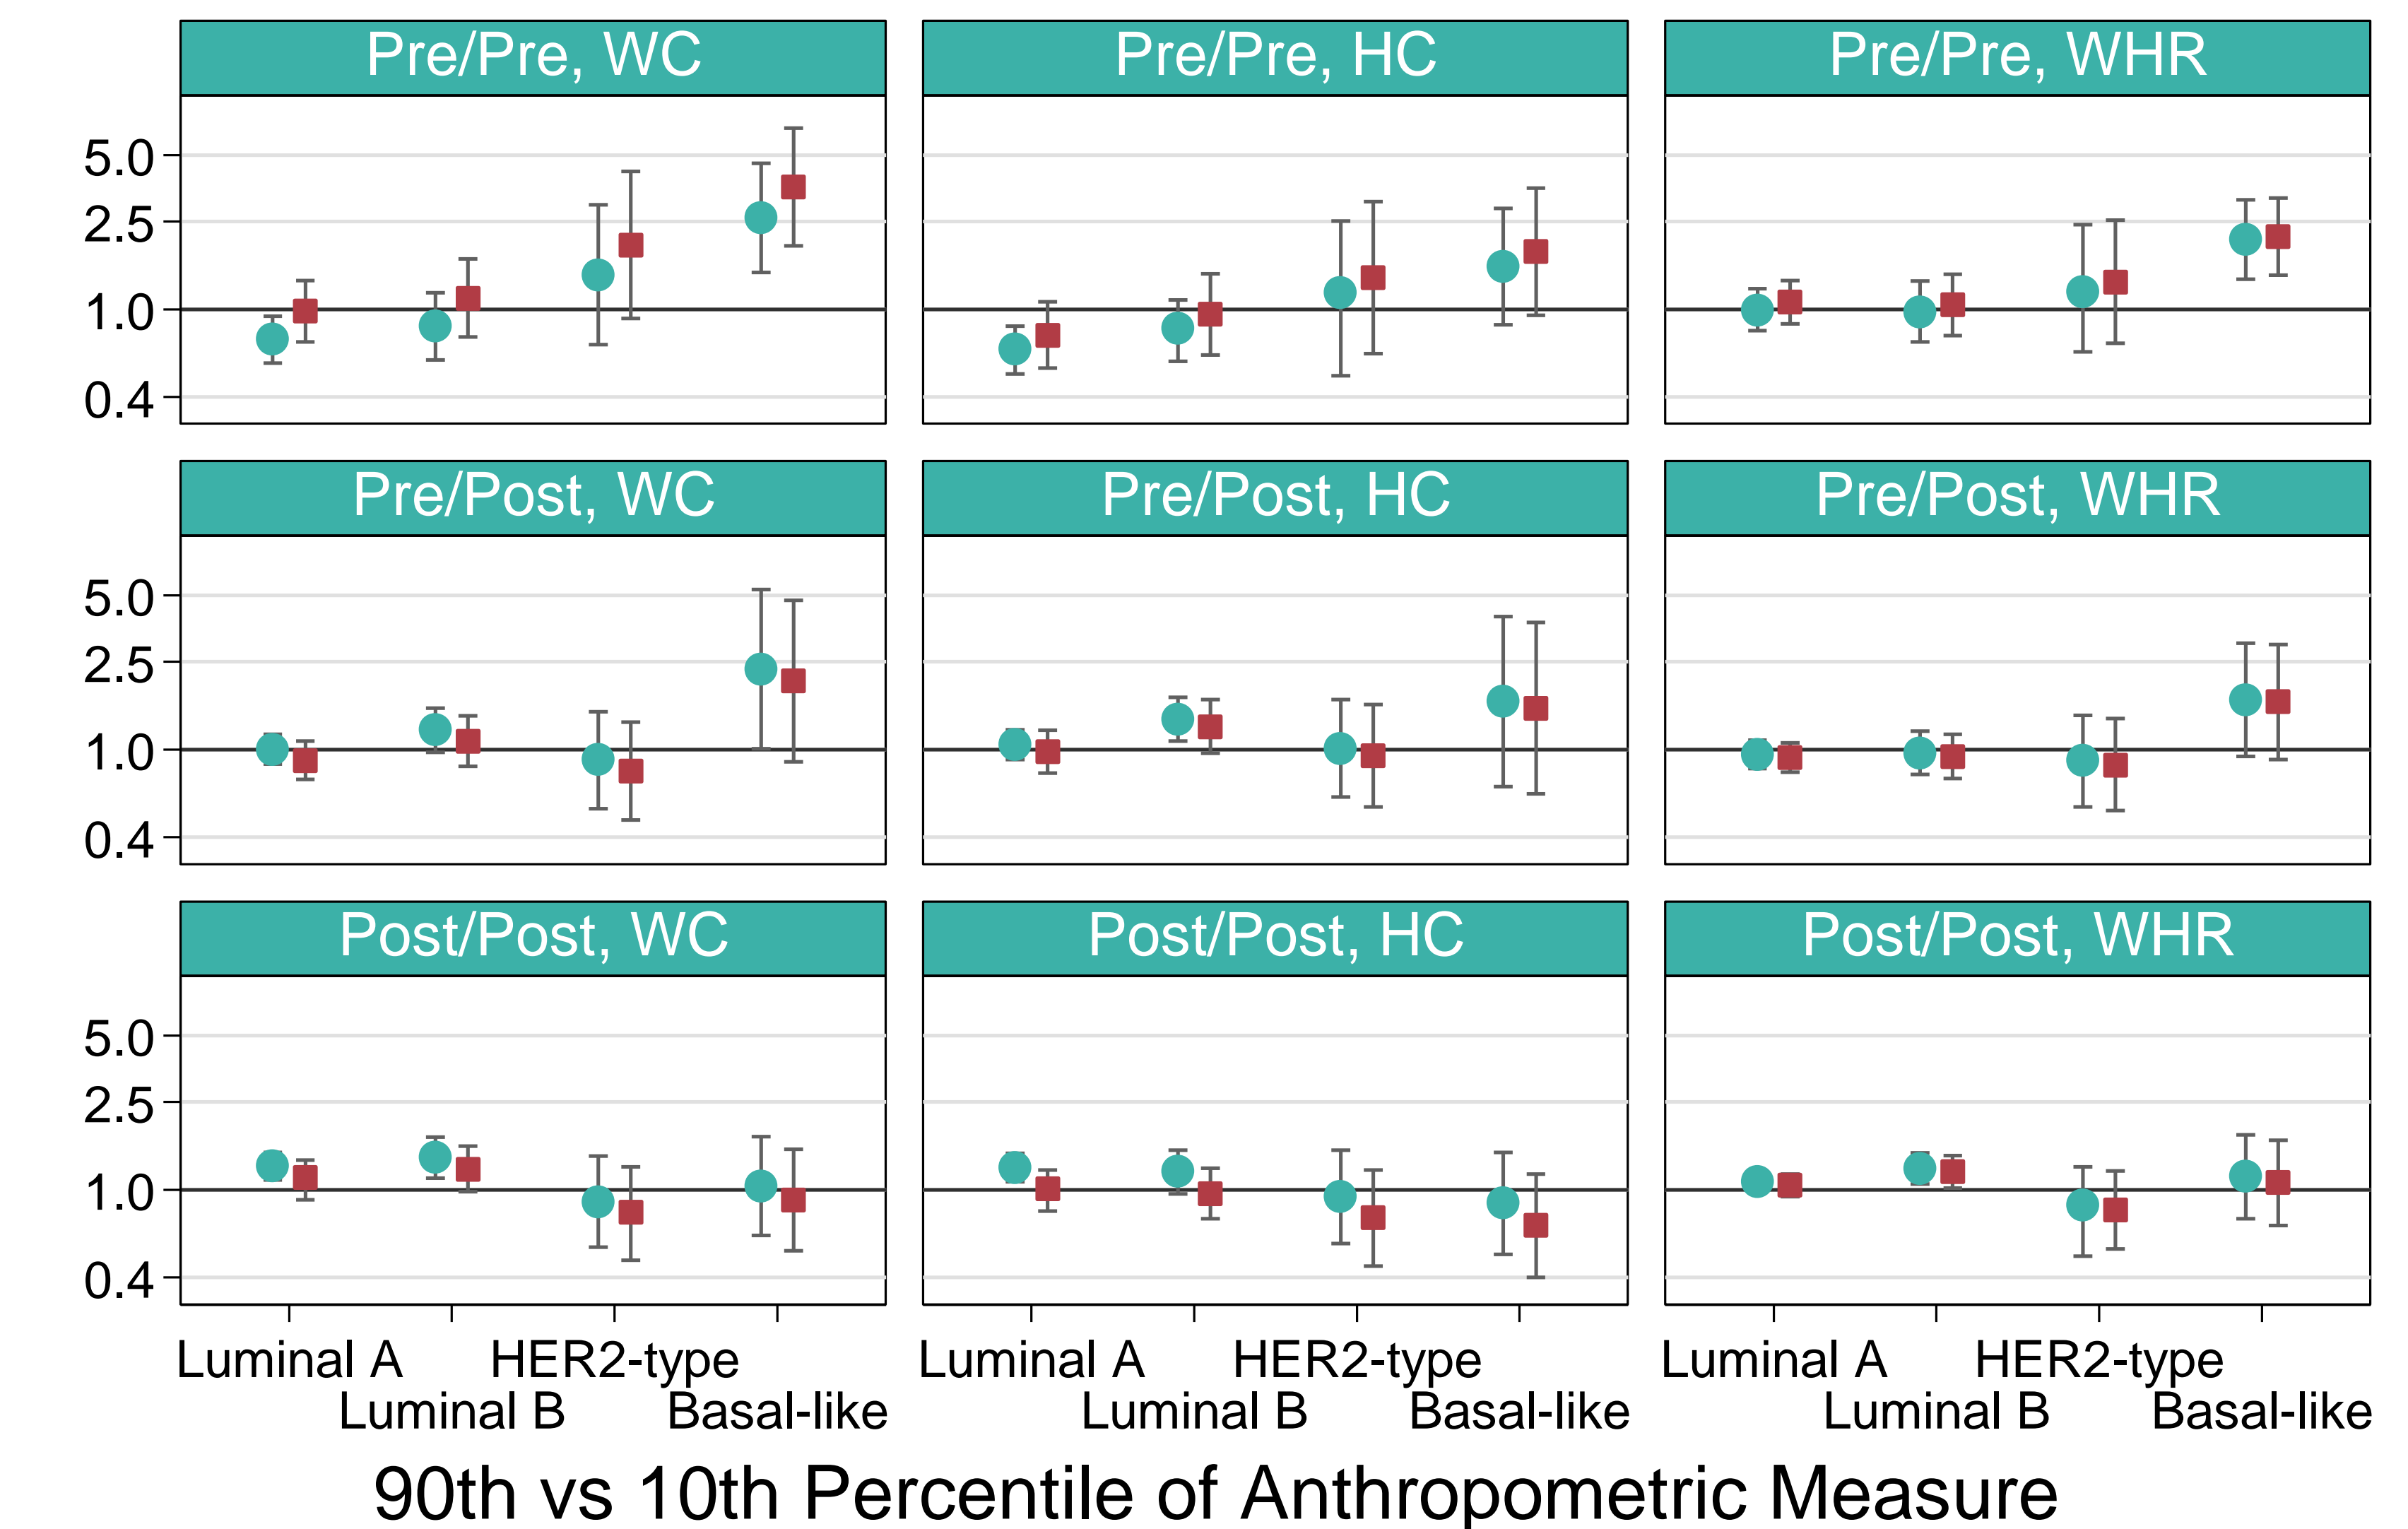 Pre/Pre, WC
Pre/Pre, HC
Pre/Pre, WHR
5.0
2.5
1.0
0.4
Pre/Post, WC
Pre/Post, HC
Pre/Post, WHR
5.0
2.5
1.0
0.4
Post/Post, WC
Post/Post, HC
Post/Post, WHR
5.0
2.5
1.0
0.4
Luminal A HER2-type Luminal A HER2-type Luminal A HER2-type
Luminal B Basal-like Luminal B Basal-like Luminal B Basal-like
90th vs 10th Percentile of Anthropometric Measure